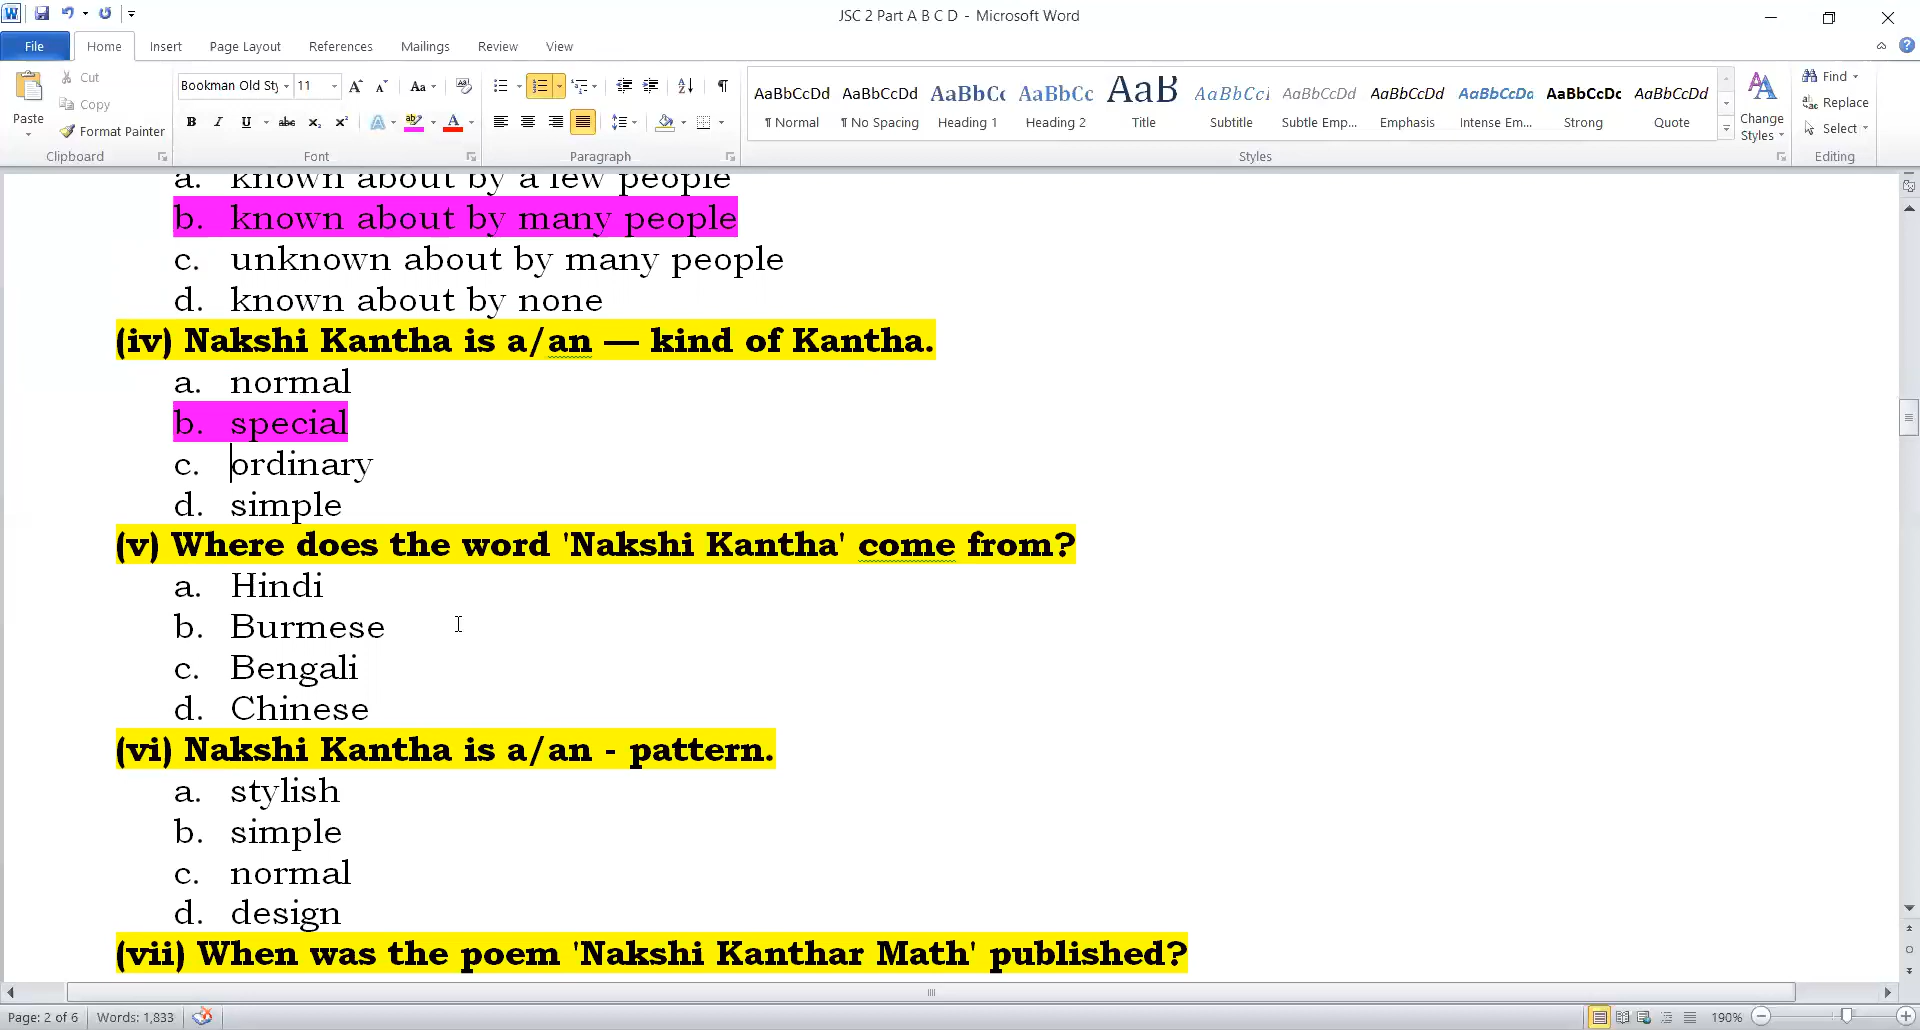 JSC 2 Part A B C D - Microsoft Word
File Home Insert Page Layout References Mailings Review View
Cut
Copy
Paste
Format Painter
Clipboard
Bookman Old Sty 11
Font
Paragraph
AaBbCcDd AaBbCcDd AaBbCc AaBbCc AaB AaBbCcl AaBbCcDd AaBbCcDd AaBbCcDd AaBbCcDc AaBbCcDd
¶ Normal ¶ No Spacing Heading 1 Heading 2 Title Subtitle Subtle Emp... Emphasis Intense Em... Strong Quote
Styles
Change
Styles
Find
Replace
Select
Editing
a. known about by a few people
b. known about by many people
c. unknown about by many people
d. known about by none
(iv) Nakshi Kantha is a/an — kind of Kantha.
a. normal
b. special
c. ordinary
d. simple
(v) Where does the word 'Nakshi Kantha' come from?
a. Hindi
b. Burmese
c. Bengali
d. Chinese
(vi) Nakshi Kantha is a/an - pattern.
a. stylish
b. simple
c. normal
d. design
(vii) When was the poem 'Nakshi Kanthar Math' published?
Page: 2 of 6 Words: 1,833 190%